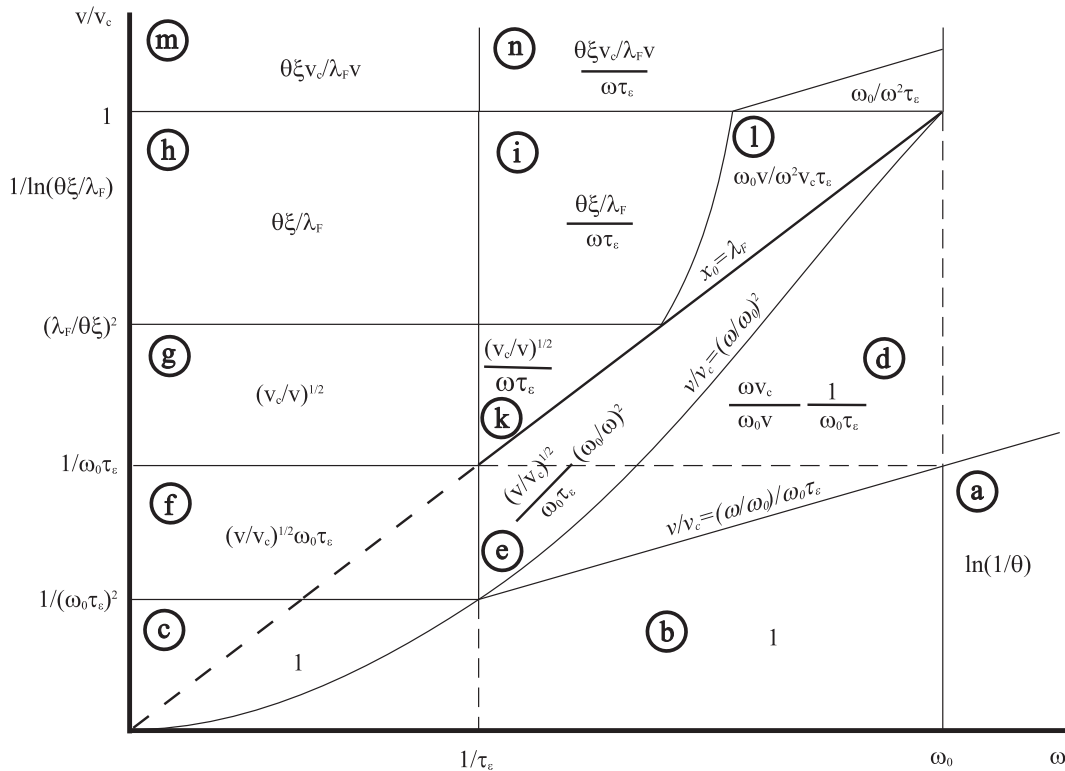 v/v_c
m
n
θξv_c/λ_Fv
θξv_c/λ_Fv
ωτ_ε
ω_0/ω²τ_ε
1
h
i
l
1/ln(θξ/λ_F)
ω_0v/ω²v_cτ_ε
θξ/λ_F
θξ/λ_F
ωτ_ε
x_0=λ_F
(λ_F/θξ)²
g
(v_c/v)^{1/2}
ωτ_ε
v/v_c=(ω/ω_0)²
d
(v_c/v)^{1/2}
k
ωv_c 1
ω_0v ω_0τ_ε
1/ω_0τ_ε
(v/v_c)^{1/2} (ω_0/ω)²
ω_0τ_ε
f
a
v/v_c=(ω/ω_0)/ω_0τ_ε
(v/v_c)^{1/2}ω_0τ_ε
e
ln(1/θ)
1/(ω_0τ_ε)²
c
b
1
1
1/τ_ε
ω_0
ω